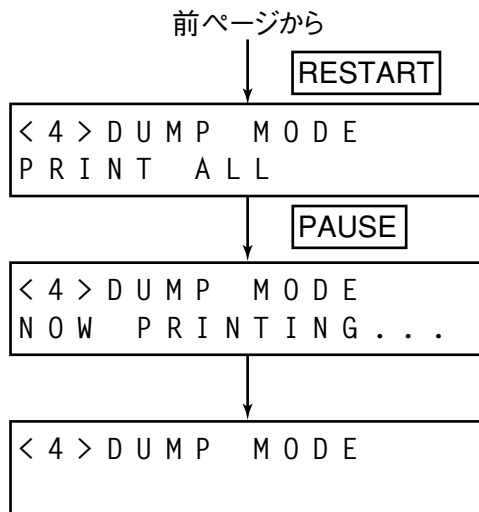 前ページから
RESTART
<4>DUMP MODE
PRINT ALL
PAUSE
<4>DUMP MODE
NOW PRINTING...
<4>DUMP MODE